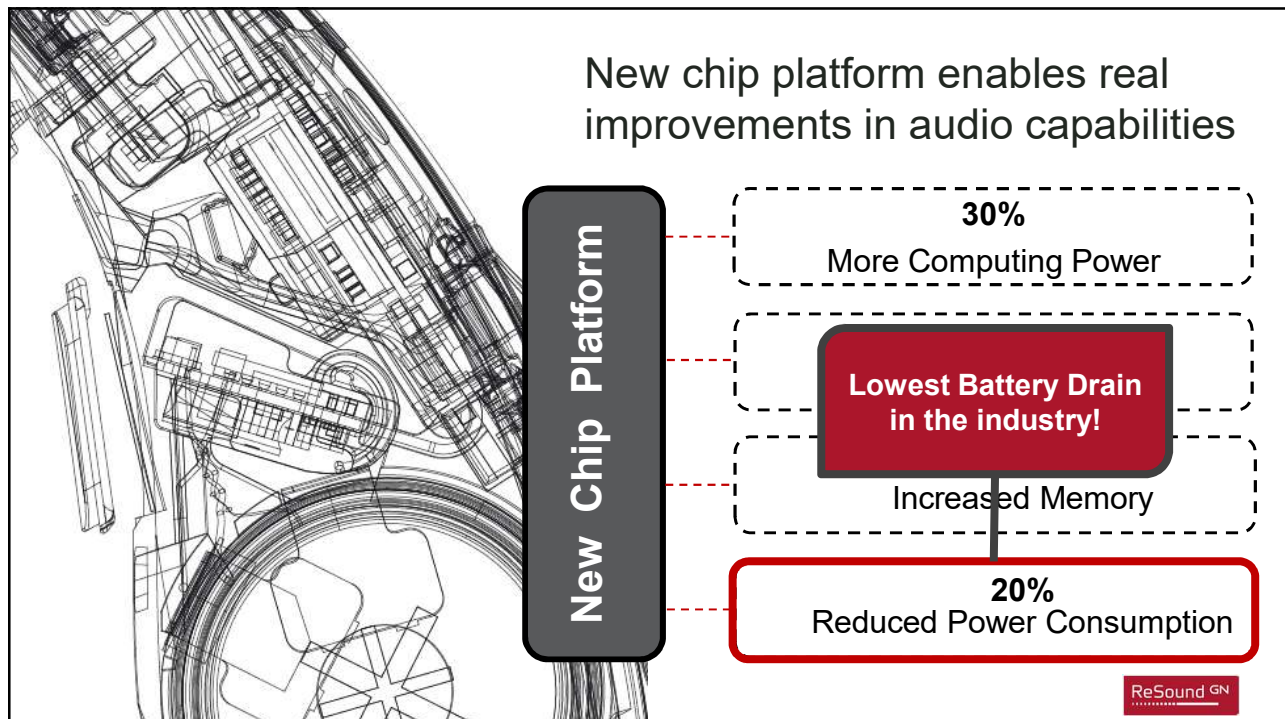 New chip platform enables real
improvements in audio capabilities
New Chip Platform
30%
More Computing Power
Lowest Battery Drain
in the industry!
Increased Memory
20%
Reduced Power Consumption
ReSound GN